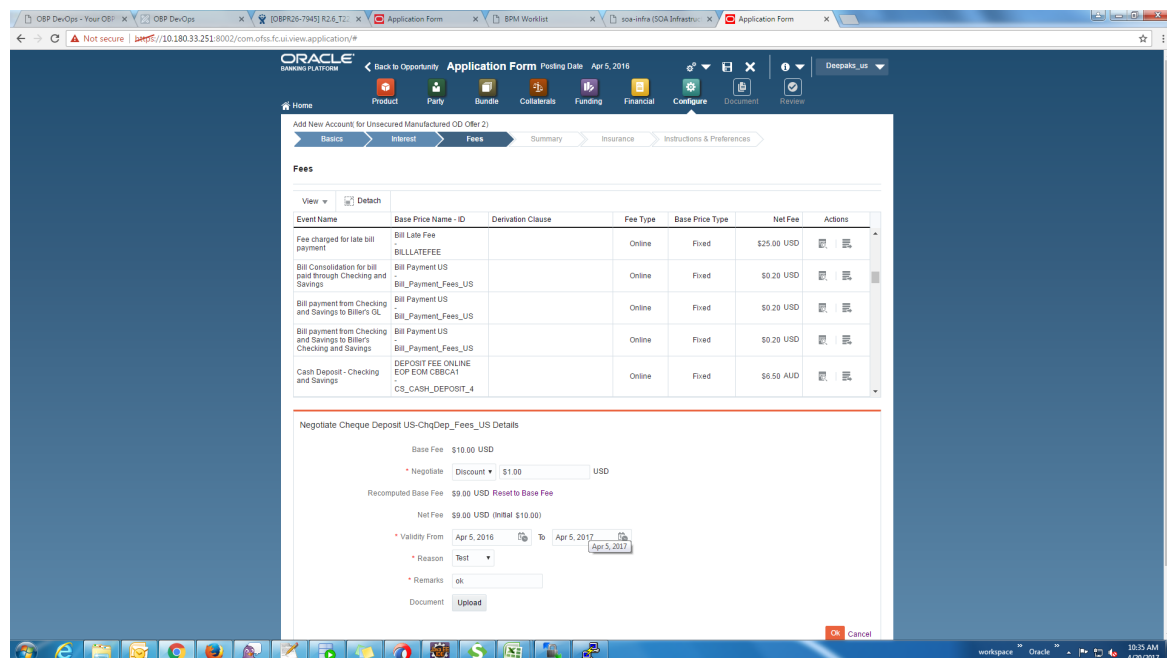 OBP DevOps - Your OBP
OBP DevOps
[OBPR26-7945] R2.6_T2
Application Form
BPM Worklist
soa-infra (SOA Infrastruc
Application Form
Not secure | https://10.180.33.251:8002/com.ofss.fc.ui.view.application/#
ORACLE
BANKING PLATFORM
Back to Opportunity Application Form Posting Date Apr 5, 2016
Deepaks_us
Home
Product Party Bundle Collaterals Funding Financial Configure Document Review
Add New Account( for Unsecured Manufactured OD Offer 2)
Basics Interest Fees Summary Insurance Instructions & Preferences
Fees
View Detach
Event Name Base Price Name - ID Derivation Clause Fee Type Base Price Type Net Fee Actions
Fee charged for late bill payment Bill Late Fee - BILLLATEFEE Online Fixed $25.00 USD
Bill Consolidation for bill paid through Checking and Savings Bill Payment US - Bill_Payment_Fees_US Online Fixed $0.20 USD
Bill payment from Checking and Savings to Biller's GL Bill Payment US - Bill_Payment_Fees_US Online Fixed $0.20 USD
Bill payment from Checking and Savings to Biller's Checking and Savings Bill Payment US - Bill_Payment_Fees_US Online Fixed $0.20 USD
Cash Deposit - Checking and Savings DEPOSIT FEE ONLINE EOP EOM CBBCA1 - CS_CASH_DEPOSIT_4 Online Fixed $6.50 AUD
Negotiate Cheque Deposit US-ChqDep_Fees_US Details
Base Fee $10.00 USD
* Negotiate Discount $1.00 USD
Recomputed Base Fee $9.00 USD Reset to Base Fee
Net Fee $9.00 USD (Initial $10.00)
* Validity From Apr 5, 2016 To Apr 5, 2017
Apr 5, 2017
* Reason Test
* Remarks ok
Document Upload
Ok Cancel
workspace Oracle 10:35 AM
4/20/2017